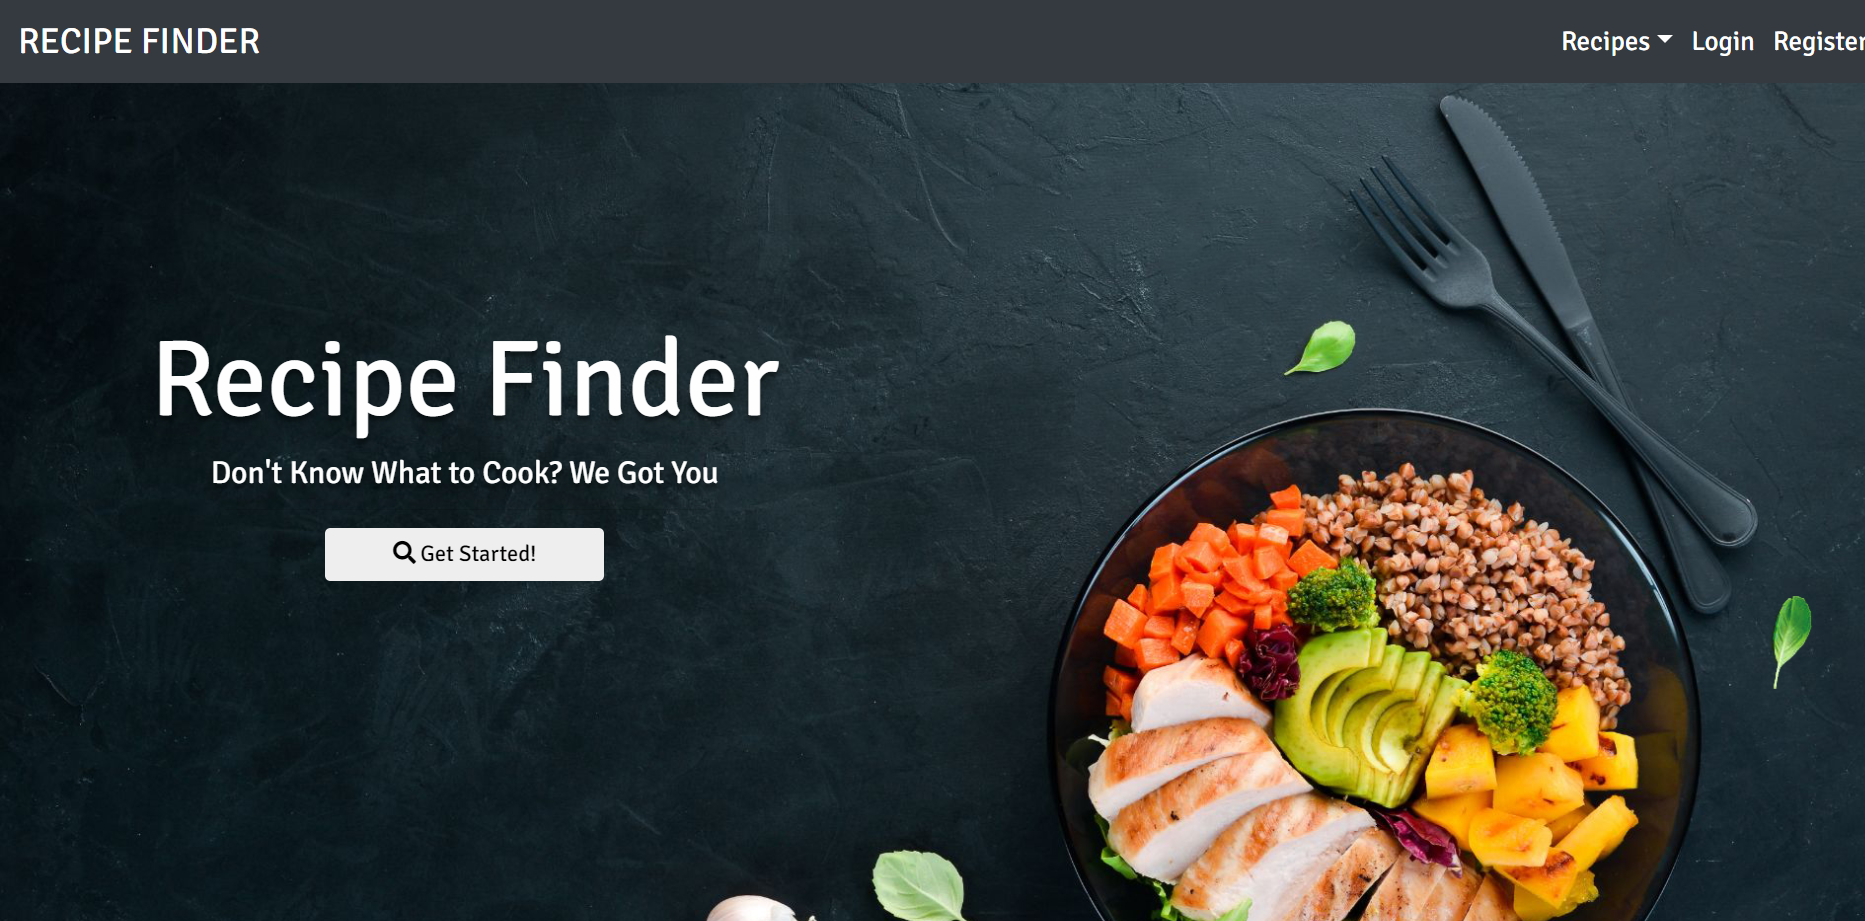 RECIPE FINDER
Recipes Login Register
Recipe Finder
Don't Know What to Cook? We Got You
Get Started!